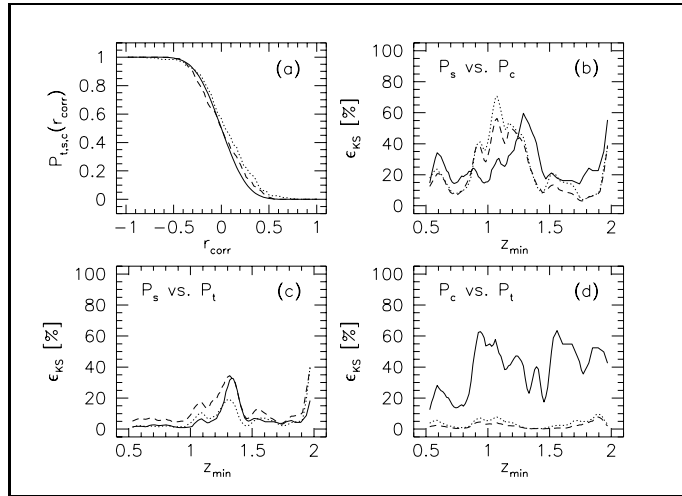 (a)
P_t,s,c(r_corr)
1
0.8
0.6
0.4
0.2
0
−1 −0.5 0 0.5 1
r_corr
P_s vs. P_c (b)
ε_KS [%]
100
80
60
40
20
0
0.5 1 1.5 2
z_min
P_s vs. P_t (c)
ε_KS [%]
100
80
60
40
20
0
0.5 1 1.5 2
z_min
P_c vs. P_t (d)
ε_KS [%]
100
80
60
40
20
0
0.5 1 1.5 2
z_min